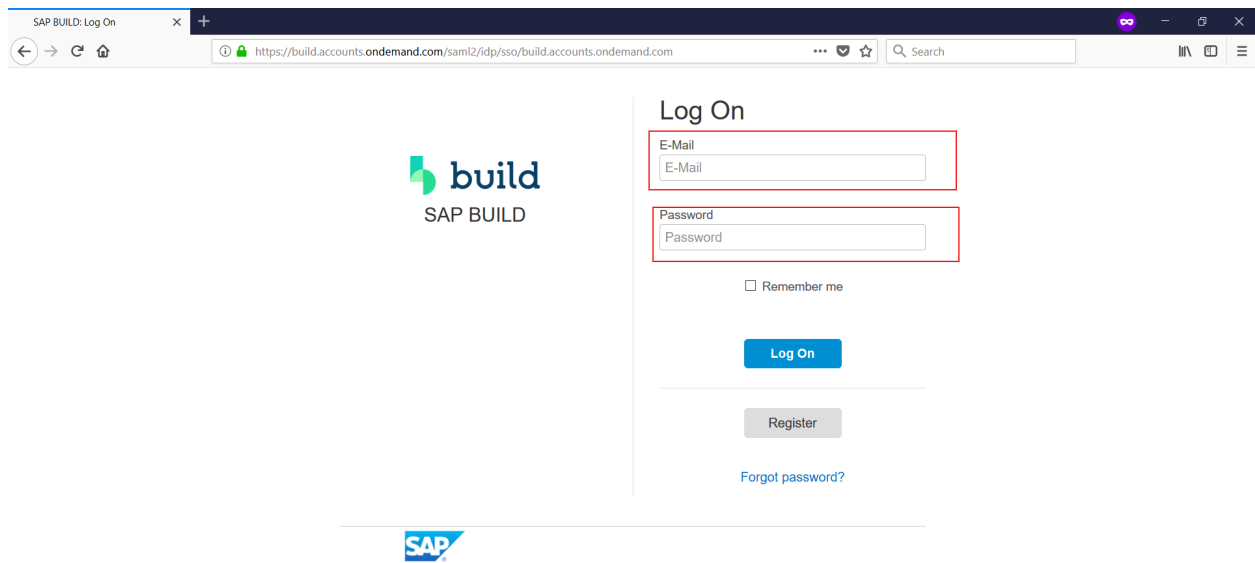 SAP BUILD: Log On
https://build.accounts.ondemand.com/saml2/idp/sso/build.accounts.ondemand.com
Search
build
SAP BUILD
Log On
E-Mail
E-Mail
Password
Password
Remember me
Log On
Register
Forgot password?
SAP